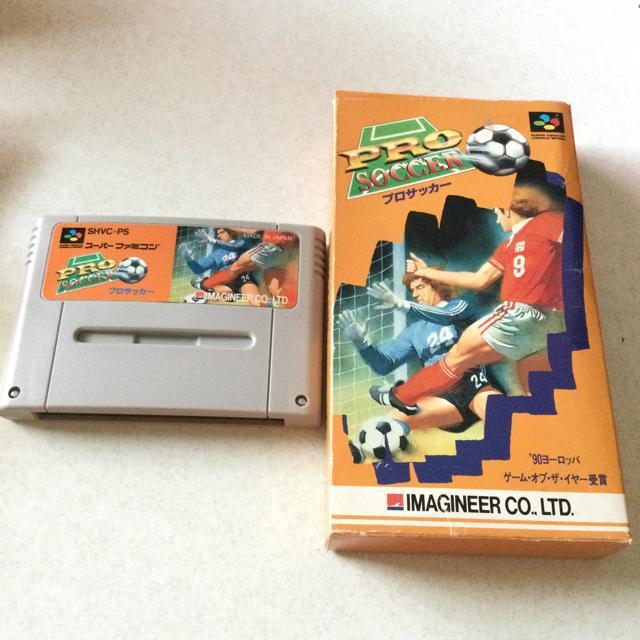 SHVC-PS
スーパーファミコン
MADE IN JAPAN
PRO
SOCCER
プロサッカー
24
24
IMAGINEER CO., LTD.
PRO
SOCCER
プロサッカー
9
24
24
'90ヨーロッパ
ゲーム・オブ・ザ・イヤー受賞
IMAGINEER CO., LTD.